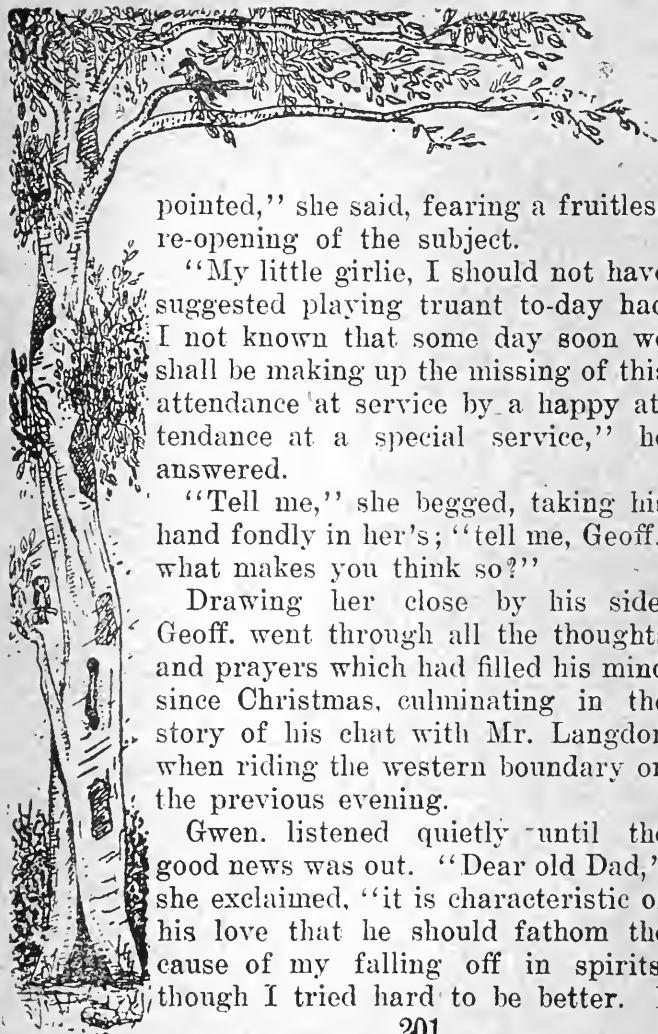 pointed," she said, fearing a fruitles
re-opening of the subject.
"My little girlie, I should not have
suggested playing truant to-day had
I not known that some day soon we
shall be making up the missing of this
attendance at service by a happy at
tendance at a special service," he
answered.
"Tell me," she begged, taking his
hand fondly in her's; "tell me, Geoff.
what makes you think so?"
Drawing her close by his side
Geoff. went through all the thought
and prayers which had filled his mind
since Christmas, culminating in the
story of his chat with Mr. Langdon
when riding the western boundary on
the previous evening.
Gwen. listened quietly until the
good news was out. "Dear old Dad,"
she exclaimed, "it is characteristic of
his love that he should fathom the
cause of my falling off in spirits
though I tried hard to be better. I
201